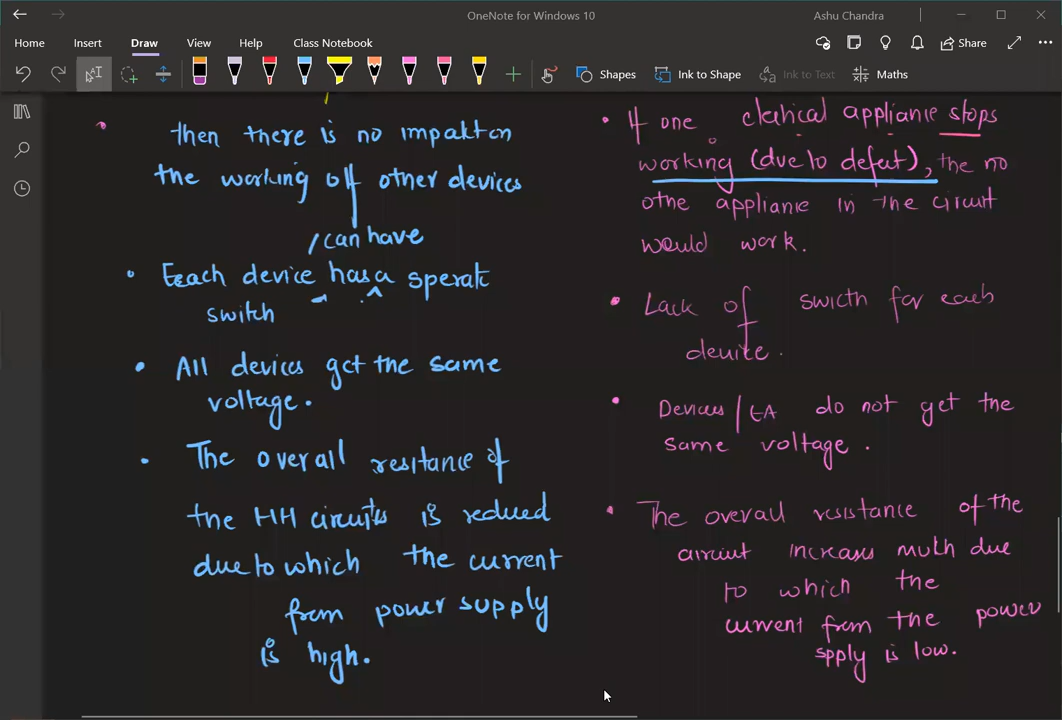 OneNote for Windows 10
Ashu Chandra
Home Insert Draw View Help Class Notebook
Share
Shapes Ink to Shape Ink to Text Maths
then there is no impakt on
the working off other devices
/can have
Eeach device has a sperate
switch
All devices get the same
voltage.
The overall resitance of
the HH circuits is reduced
due to which the current
from power supply
is high.
If one electrical appliance stops
working (due to defect), the no
othe appliance in the circuit
would work.
Lack of swicth for each
device.
Devices/EA do not get the
same voltage.
The overall resistance of the
circuit increases much due
to which the
current from the power
spply is low.